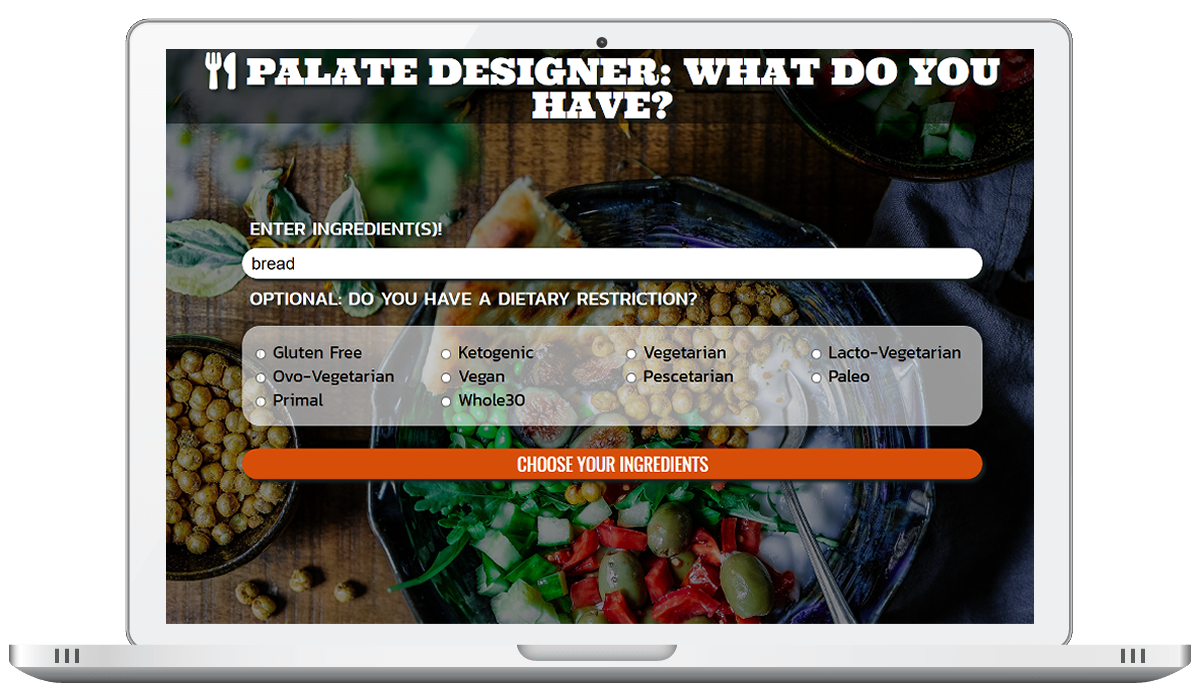 PALATE DESIGNER: WHAT DO YOU
HAVE?
ENTER INGREDIENT(S)!
bread
OPTIONAL: DO YOU HAVE A DIETARY RESTRICTION?
Gluten Free Ketogenic Vegetarian Lacto-Vegetarian
Ovo-Vegetarian Vegan Pescetarian Paleo
Primal Whole30
CHOOSE YOUR INGREDIENTS